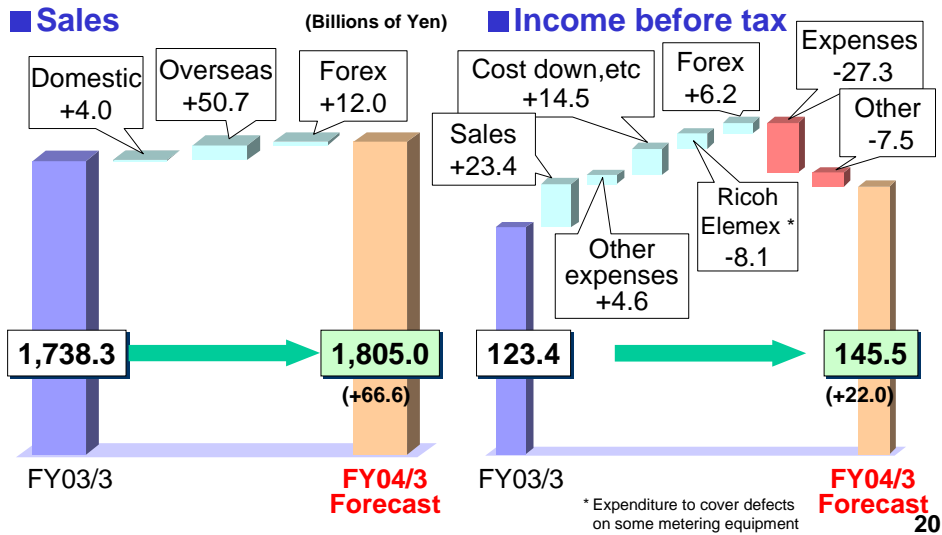 ■Sales
(Billions of Yen)
Domestic
+4.0
Overseas
+50.7
Forex
+12.0
1,738.3
1,805.0
(+66.6)
FY03/3
FY04/3
Forecast
■Income before tax
Sales
+23.4
Cost down,etc
+14.5
Forex
+6.2
Expenses
-27.3
Other
-7.5
Other
expenses
+4.6
Ricoh
Elemex *
-8.1
123.4
145.5
(+22.0)
FY03/3
FY04/3
Forecast
* Expenditure to cover defects
on some metering equipment
20